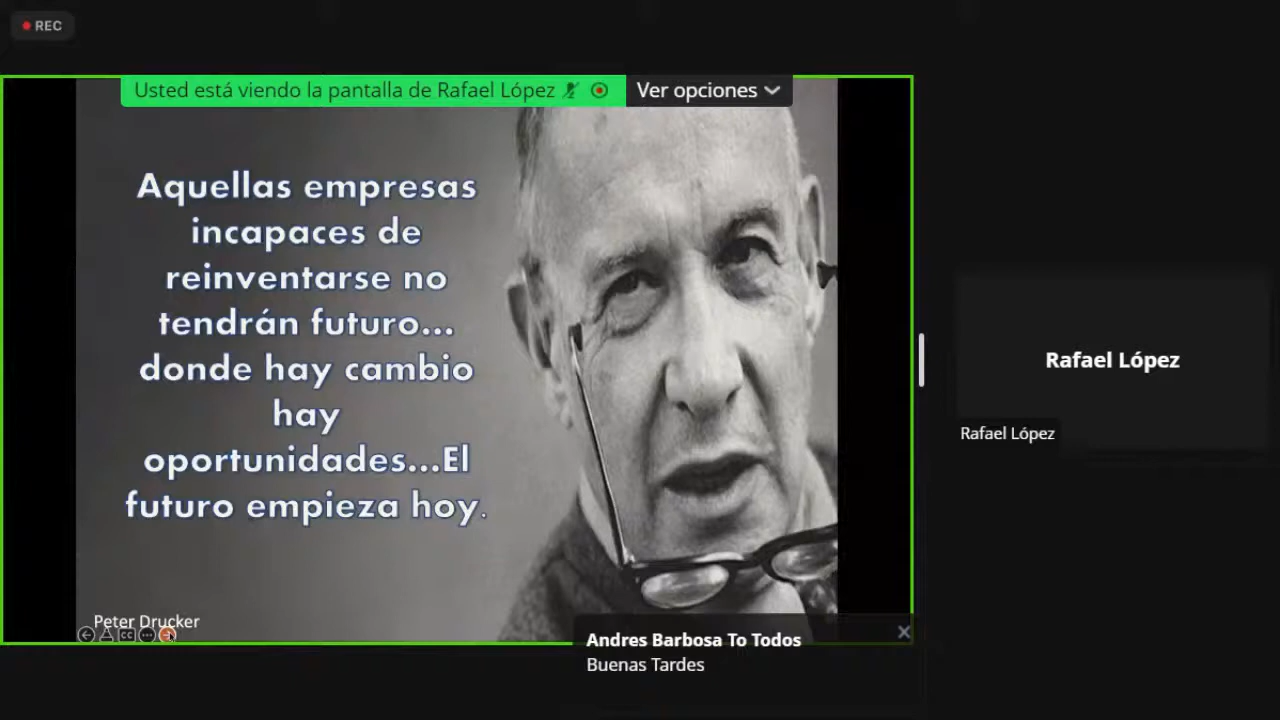 REC
Usted está viendo la pantalla de Rafael López
Ver opciones
Aquellas empresas
incapaces de
reinventarse no
tendrán futuro...
donde hay cambio
hay
oportunidades...El
futuro empieza hoy.
Peter Drucker
CC
Rafael López
Rafael López
Andres Barbosa To Todos
Buenas Tardes